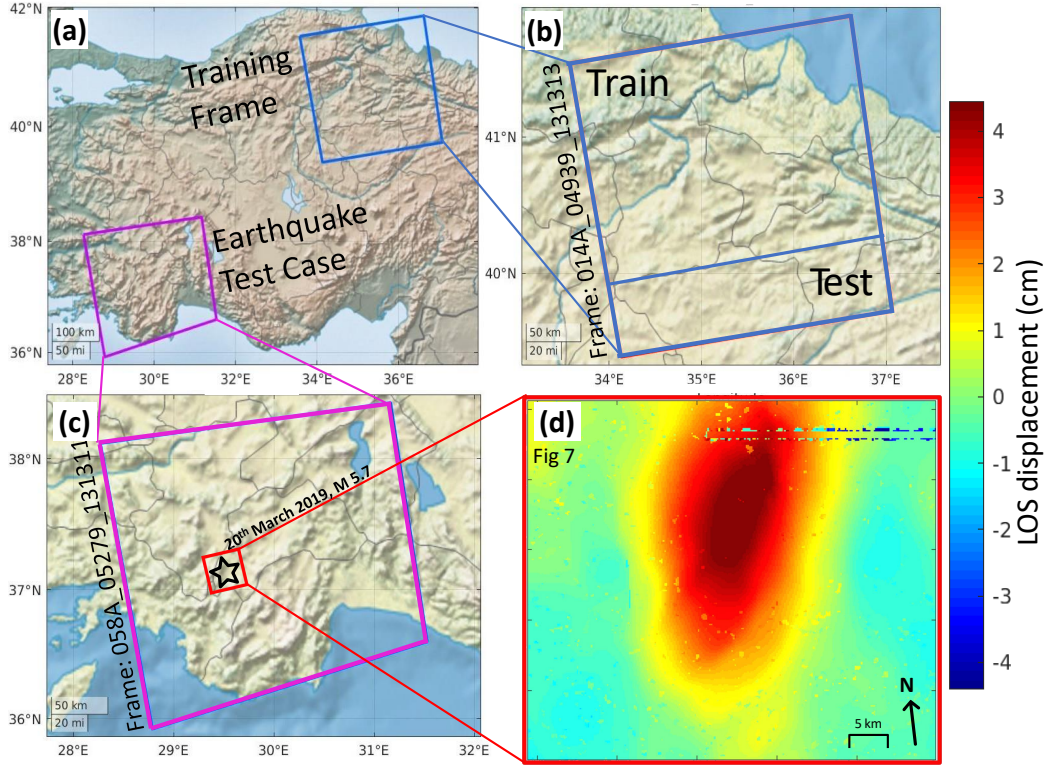 (a)
Training
Frame
Earthquake
Test Case
42°N
40°N
38°N
36°N
100 km
50 mi
28°E
30°E
32°E
34°E
36°E
(b)
Train
Test
Frame: 014A_04939_131313
41°N
40°N
50 km
20 mi
34°E
35°E
36°E
37°E
(c)
20th March 2019, M 5.7
Frame: 058A_05279_131311
38°N
37°N
36°N
50 km
20 mi
28°E
29°E
30°E
31°E
32°E
(d)
Fig 7
N
5 km
4
3
2
1
0
-1
-2
-3
-4
LOS displacement (cm)